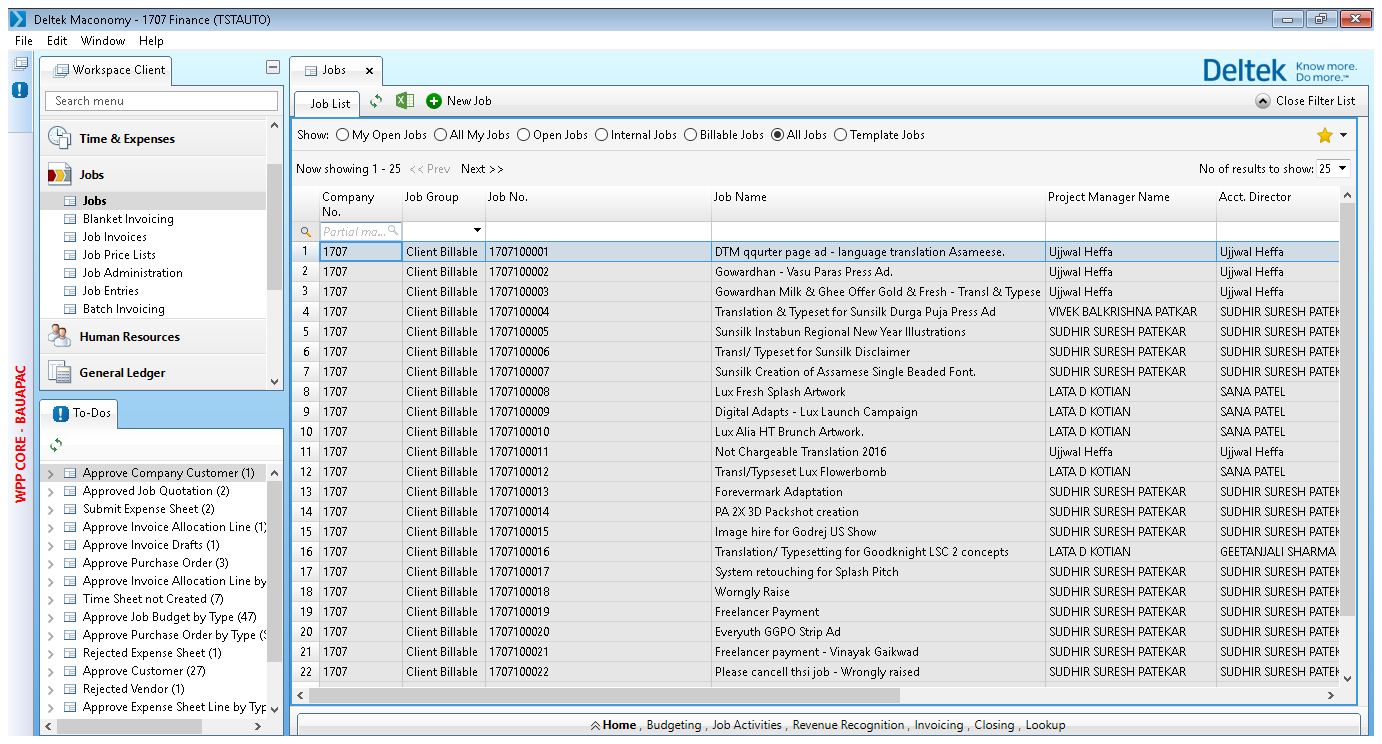 Deltek Maconomy - 1707 Finance (TSTAUTO)
File Edit Window Help
Workspace Client
Search menu
Time & Expenses
Jobs
Jobs
Blanket Invoicing
Job Invoices
Job Price Lists
Job Administration
Job Entries
Batch Invoicing
Human Resources
General Ledger
WPP CORE - BAUAPAC
To-Dos
Approve Company Customer (1)
Approved Job Quotation (2)
Submit Expense Sheet (2)
Approve Invoice Allocation Line (1)
Approve Invoice Drafts (1)
Approve Purchase Order (3)
Approve Invoice Allocation Line by
Time Sheet not Created (7)
Approve Job Budget by Type (47)
Approve Purchase Order by Type (
Rejected Expense Sheet (1)
Approve Customer (27)
Rejected Vendor (1)
Approve Expense Sheet Line by Typ
Jobs
Deltek Know more. Do more.™
Job List New Job Close Filter List
Show: My Open Jobs All My Jobs Open Jobs Internal Jobs Billable Jobs All Jobs Template Jobs
Now showing 1 - 25 << Prev Next >> No of results to show: 25
Company No. Job Group Job No. Job Name Project Manager Name Acct. Director
Partial ma...
1 1707 Client Billable 1707100001 DTM qqurter page ad - language translation Asameese. Ujjwal Heffa Ujjwal Heffa
2 1707 Client Billable 1707100002 Gowardhan - Vasu Paras Press Ad. Ujjwal Heffa Ujjwal Heffa
3 1707 Client Billable 1707100003 Gowardhan Milk & Ghee Offer Gold & Fresh - Transl & Typese Ujjwal Heffa Ujjwal Heffa
4 1707 Client Billable 1707100004 Translation & Typeset for Sunsilk Durga Puja Press Ad VIVEK BALKRISHNA PATKAR SUDHIR SURESH PATEK
5 1707 Client Billable 1707100005 Sunsilk Instabun Regional New Year Illustrations SUDHIR SURESH PATEKAR SUDHIR SURESH PATEK
6 1707 Client Billable 1707100006 Transl/ Typeset for Sunsilk Disclaimer SUDHIR SURESH PATEKAR SUDHIR SURESH PATEK
7 1707 Client Billable 1707100007 Sunsilk Creation of Assamese Single Beaded Font. SUDHIR SURESH PATEKAR SUDHIR SURESH PATEK
8 1707 Client Billable 1707100008 Lux Fresh Splash Artwork LATA D KOTIAN SANA PATEL
9 1707 Client Billable 1707100009 Digital Adapts - Lux Launch Campaign LATA D KOTIAN SANA PATEL
10 1707 Client Billable 1707100010 Lux Alia HT Brunch Artwork. LATA D KOTIAN SANA PATEL
11 1707 Client Billable 1707100011 Not Chargeable Translation 2016 Ujjwal Heffa Ujjwal Heffa
12 1707 Client Billable 1707100012 Transl/Typseset Lux Flowerbomb LATA D KOTIAN SANA PATEL
13 1707 Client Billable 1707100013 Forevermark Adaptation SUDHIR SURESH PATEKAR SUDHIR SURESH PATEK
14 1707 Client Billable 1707100014 PA 2X 3D Packshot creation SUDHIR SURESH PATEKAR SUDHIR SURESH PATEK
15 1707 Client Billable 1707100015 Image hire for Godrej US Show SUDHIR SURESH PATEKAR SUDHIR SURESH PATEK
16 1707 Client Billable 1707100016 Translation/ Typesetting for Goodknight LSC 2 concepts LATA D KOTIAN GEETANJALI SHARMA
17 1707 Client Billable 1707100017 System retouching for Splash Pitch SUDHIR SURESH PATEKAR SUDHIR SURESH PATEK
18 1707 Client Billable 1707100018 Worngly Raise SUDHIR SURESH PATEKAR SUDHIR SURESH PATEK
19 1707 Client Billable 1707100019 Freelancer Payment SUDHIR SURESH PATEKAR SUDHIR SURESH PATEK
20 1707 Client Billable 1707100020 Everyuth GGPO Strip Ad SUDHIR SURESH PATEKAR SUDHIR SURESH PATEK
21 1707 Client Billable 1707100021 Freelancer payment - Vinayak Gaikwad SUDHIR SURESH PATEKAR SUDHIR SURESH PATEK
22 1707 Client Billable 1707100022 Please cancell thsi job - Wrongly raised SUDHIR SURESH PATEKAR SUDHIR SURESH PATEK
Home , Budgeting , Job Activities , Revenue Recognition , Invoicing , Closing , Lookup